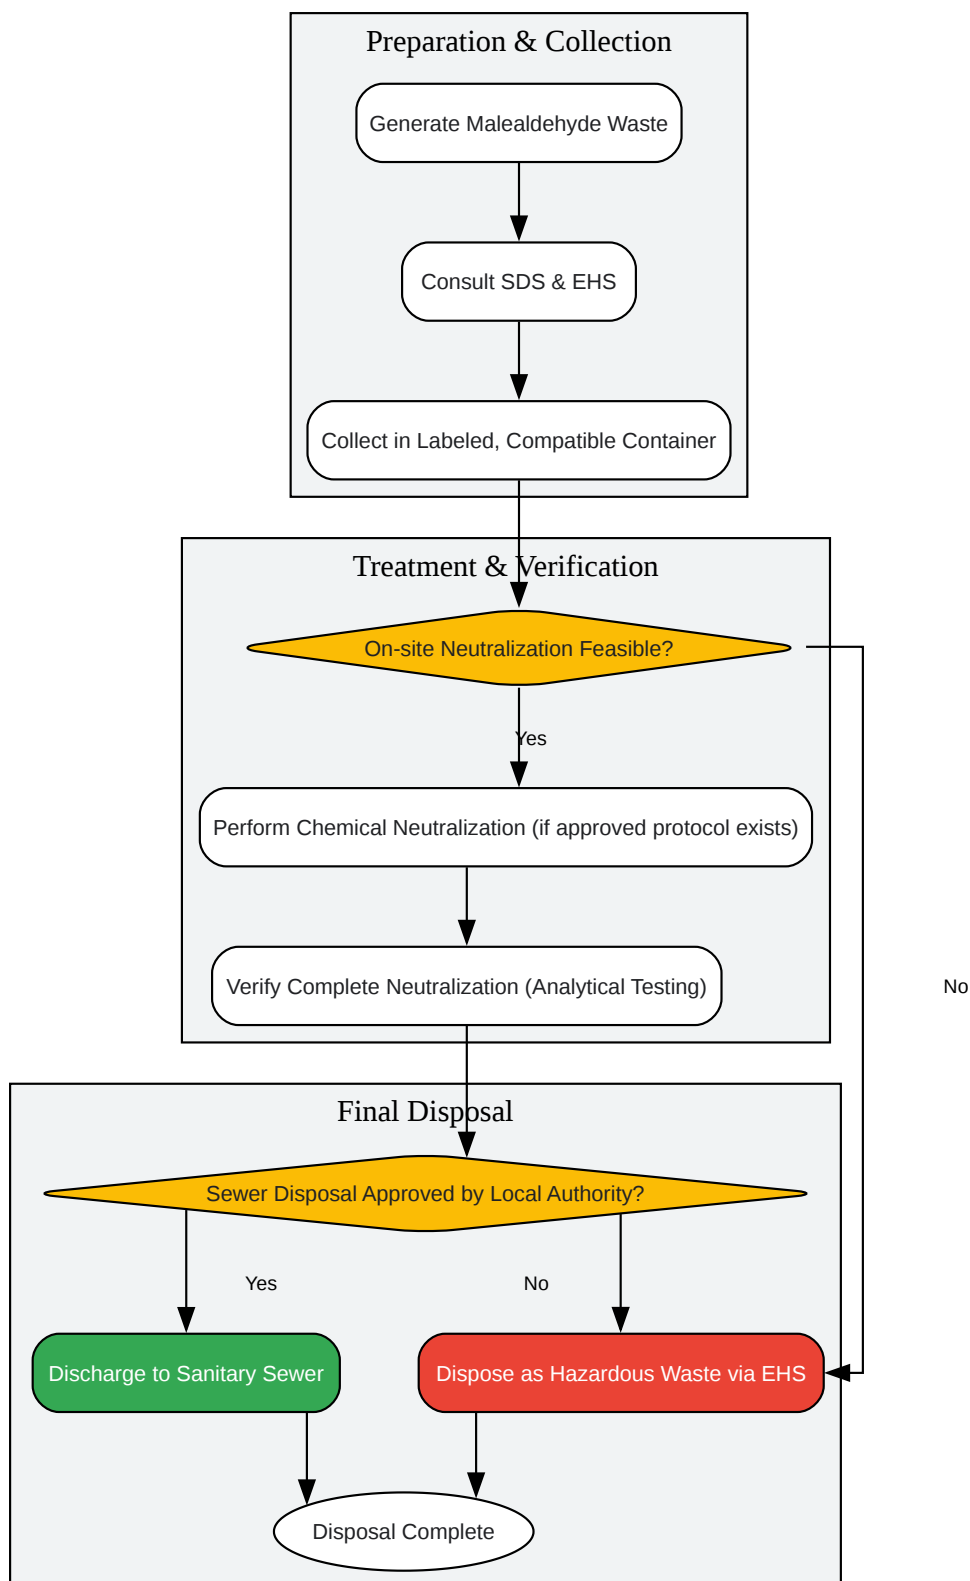 Preparation & Collection
Generate Malealdehyde Waste
Consult SDS & EHS
Collect in Labeled, Compatible Container
Treatment & Verification
On-site Neutralization Feasible?
Yes
Perform Chemical Neutralization (if approved protocol exists)
Verify Complete Neutralization (Analytical Testing)
No
Final Disposal
Sewer Disposal Approved by Local Authority?
Yes
No
Discharge to Sanitary Sewer
Dispose as Hazardous Waste via EHS
Disposal Complete